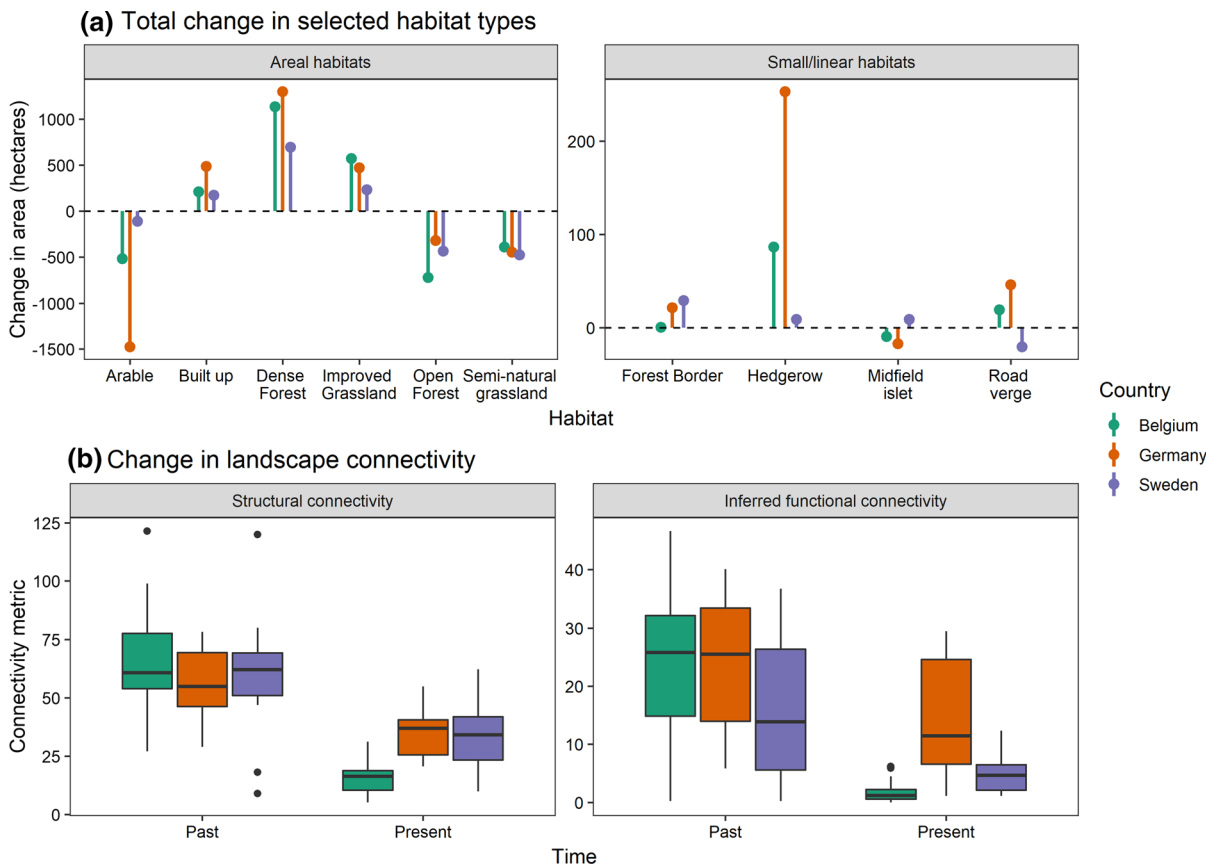 (a) Total change in selected habitat types
Areal habitats
Small/linear habitats
Change in area (hectares)
1000
500
0
-500
-1000
-1500
200
100
0
Arable
Built up
Dense
Forest
Improved
Grassland
Open
Forest
Semi-natural
grassland
Forest Border
Hedgerow
Midfield
islet
Road
verge
Habitat
Country
Belgium
Germany
Sweden
(b) Change in landscape connectivity
Structural connectivity
Inferred functional connectivity
Connectivity metric
125
100
75
50
25
0
40
30
20
10
0
Past
Present
Past
Present
Time